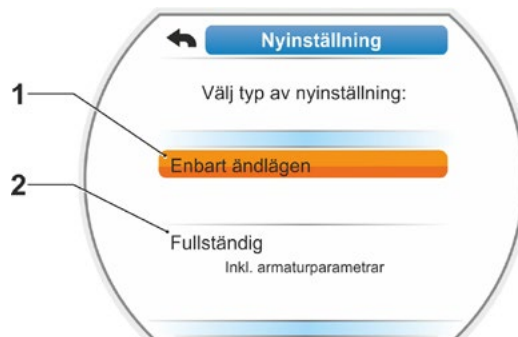 Nyinställning
Välj typ av nyinställning:
1
Enbart ändlägen
2
Fullständig
Inkl. armaturparametrar